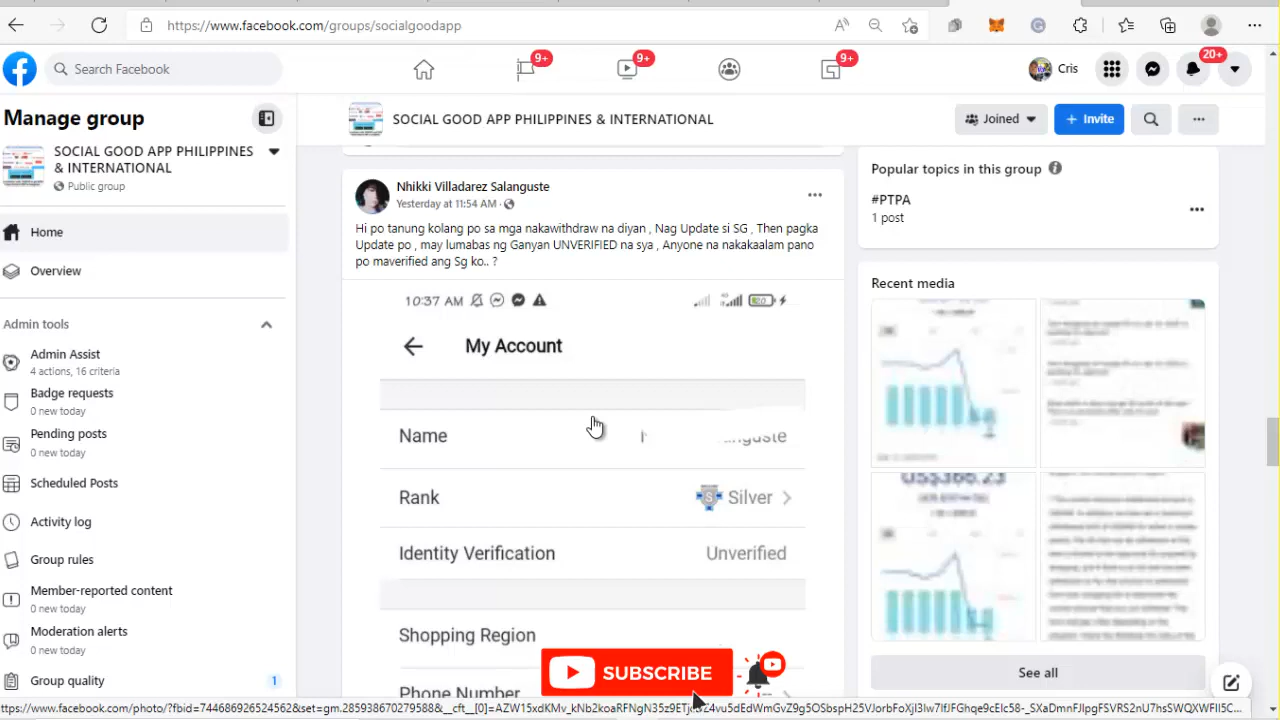 https://www.facebook.com/groups/socialgoodapp
Search Facebook
9+
9+
9+
Cris
20+
Manage group
SOCIAL GOOD APP PHILIPPINES
& INTERNATIONAL
Public group
Home
Overview
Admin tools
Admin Assist
4 actions, 16 criteria
Badge requests
0 new today
Pending posts
0 new today
Scheduled Posts
Activity log
Group rules
Member-reported content
0 new today
Moderation alerts
0 new today
Group quality
1
SOCIAL GOOD APP PHILIPPINES & INTERNATIONAL
Joined
+ Invite
Nhikki Villadarez Salanguste
Yesterday at 11:54 AM
Hi po tanung kolang po sa mga nakawithdraw na diyan , Nag Update si SG , Then pagka
Update po , may lumabas ng Ganyan UNVERIFIED na sya , Anyone na nakakaalam pano
po maverified ang Sg ko.. ?
10:37 AM
My Account
Name
Rank
Silver
Identity Verification
Unverified
Shopping Region
Phone Number
SUBSCRIBE
Popular topics in this group
#PTPA
1 post
Recent media
US$366.23
See all